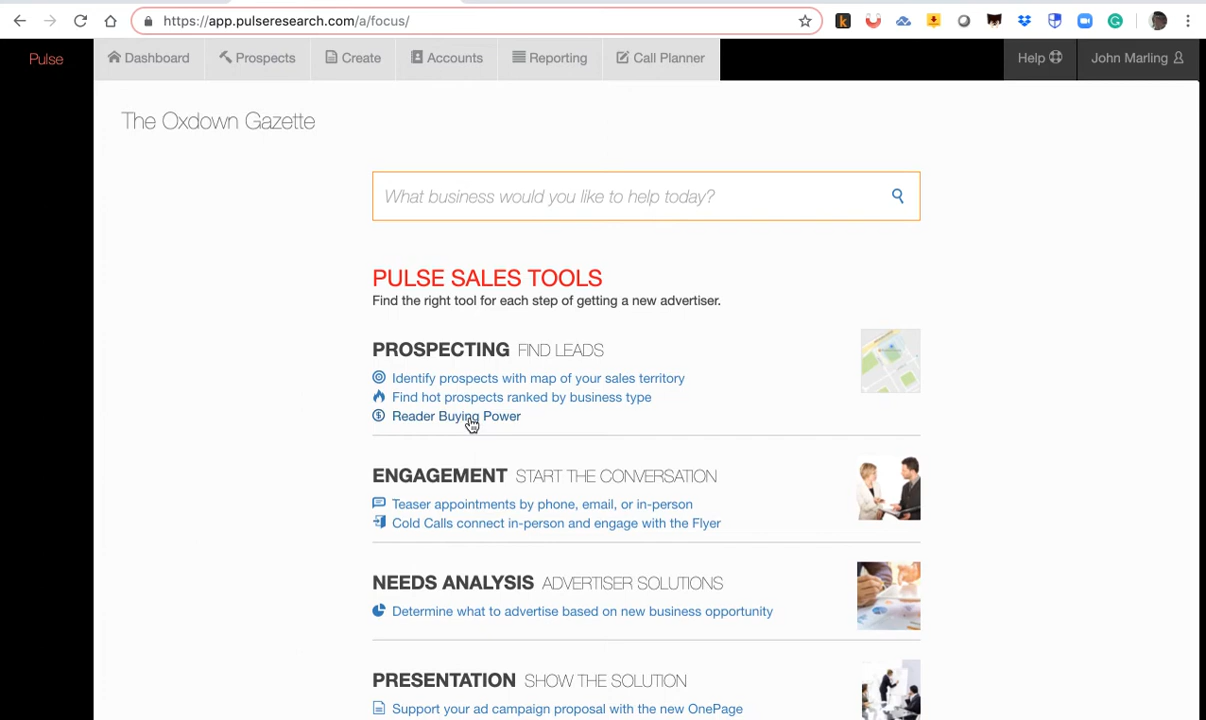 https://app.pulseresearch.com/a/focus/
Pulse
Dashboard
Prospects
Create
Accounts
Reporting
Call Planner
Help
John Marling
The Oxdown Gazette
What business would you like to help today?
PULSE SALES TOOLS
Find the right tool for each step of getting a new advertiser.
PROSPECTING FIND LEADS
Identify prospects with map of your sales territory
Find hot prospects ranked by business type
Reader Buying Power
ENGAGEMENT START THE CONVERSATION
Teaser appointments by phone, email, or in-person
Cold Calls connect in-person and engage with the Flyer
NEEDS ANALYSIS ADVERTISER SOLUTIONS
Determine what to advertise based on new business opportunity
PRESENTATION SHOW THE SOLUTION
Support your ad campaign proposal with the new OnePage